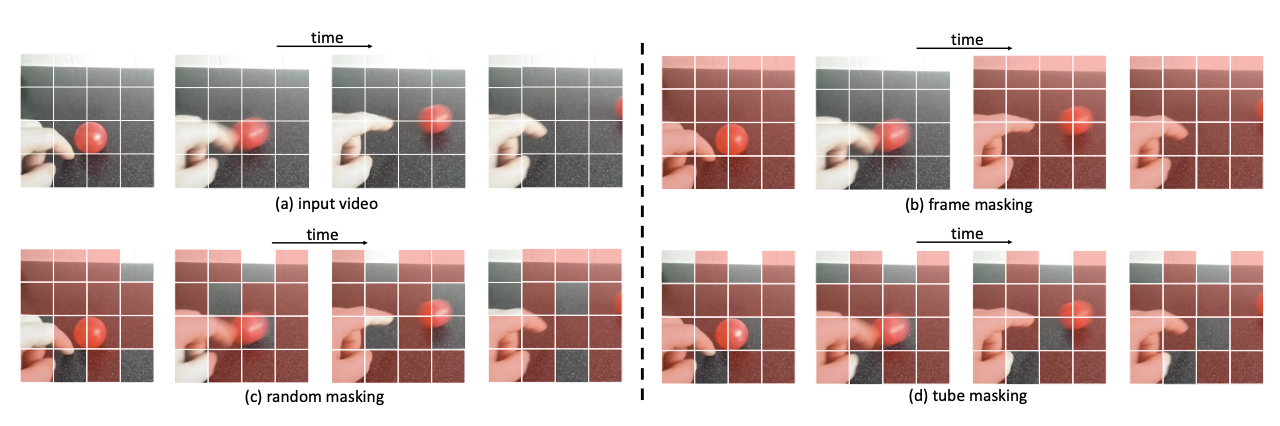 time
(a) input video
time
(b) frame masking
time
(c) random masking
time
(d) tube masking